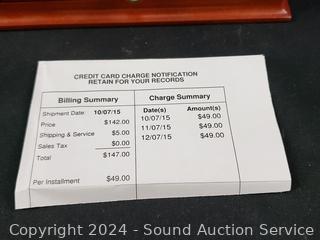 CREDIT CARD CHARGE NOTIFICATION
RETAIN FOR YOUR RECORDS
Billing Summary
Shipment Date: 10/07/15
Price $142.00
Shipping & Service $5.00
Sales Tax $0.00
Total $147.00
Per Installment $49.00
Charge Summary
Date(s) Amount(s)
10/07/15 $49.00
11/07/15 $49.00
12/07/15 $49.00
Copyright 2024 - Sound Auction Service